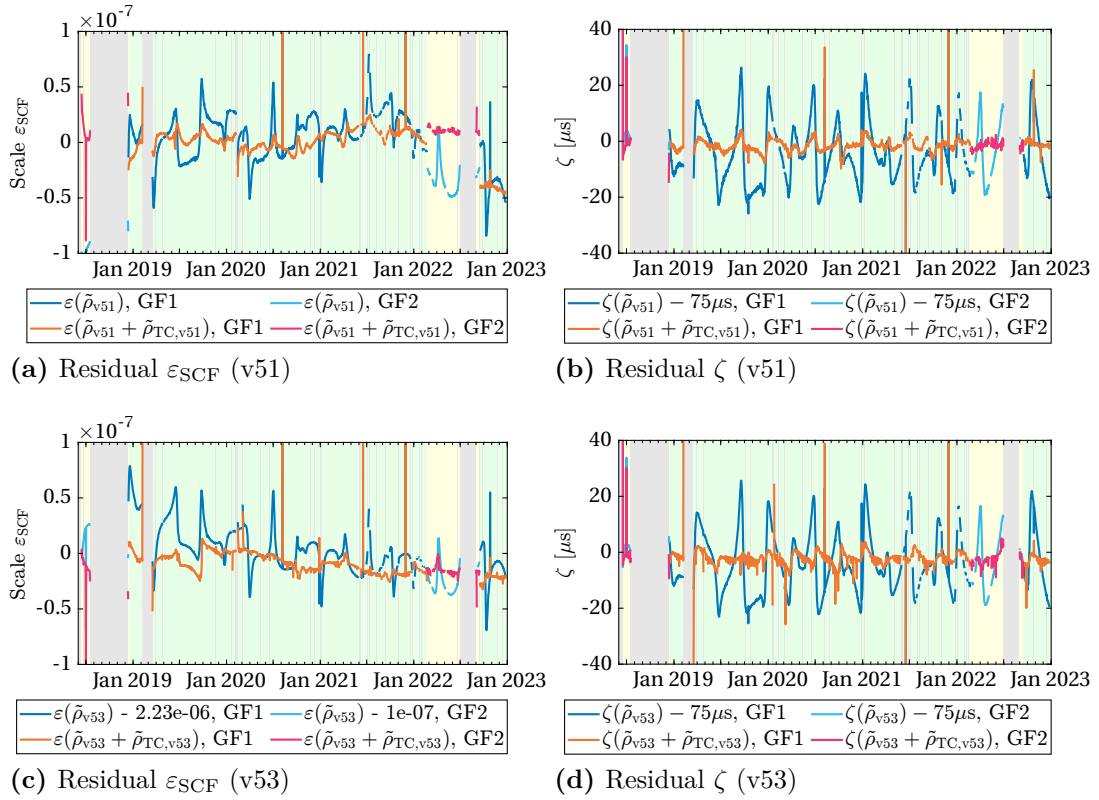 ×10⁻⁷
1
0.5
0
-0.5
-1
Scale ε_SCF
Jan 2019 Jan 2020 Jan 2021 Jan 2022 Jan 2023
ε(ρ̃_v51), GF1 ε(ρ̃_v51), GF2
ε(ρ̃_v51 + ρ̃_TC,v51), GF1 ε(ρ̃_v51 + ρ̃_TC,v51), GF2
(a) Residual ε_SCF (v51)
40
20
0
-20
-40
ζ [μs]
Jan 2019 Jan 2020 Jan 2021 Jan 2022 Jan 2023
ζ(ρ̃_v51) − 75μs, GF1 ζ(ρ̃_v51) − 75μs, GF2
ζ(ρ̃_v51 + ρ̃_TC,v51), GF1 ζ(ρ̃_v51 + ρ̃_TC,v51), GF2
(b) Residual ζ (v51)
×10⁻⁷
1
0.5
0
-0.5
-1
Scale ε_SCF
Jan 2019 Jan 2020 Jan 2021 Jan 2022 Jan 2023
ε(ρ̃_v53) - 2.23e-06, GF1 ε(ρ̃_v53) - 1e-07, GF2
ε(ρ̃_v53 + ρ̃_TC,v53), GF1 ε(ρ̃_v53 + ρ̃_TC,v53), GF2
(c) Residual ε_SCF (v53)
40
20
0
-20
-40
ζ [μs]
Jan 2019 Jan 2020 Jan 2021 Jan 2022 Jan 2023
ζ(ρ̃_v53) − 75μs, GF1 ζ(ρ̃_v53) − 75μs, GF2
ζ(ρ̃_v53 + ρ̃_TC,v53), GF1 ζ(ρ̃_v53 + ρ̃_TC,v53), GF2
(d) Residual ζ (v53)